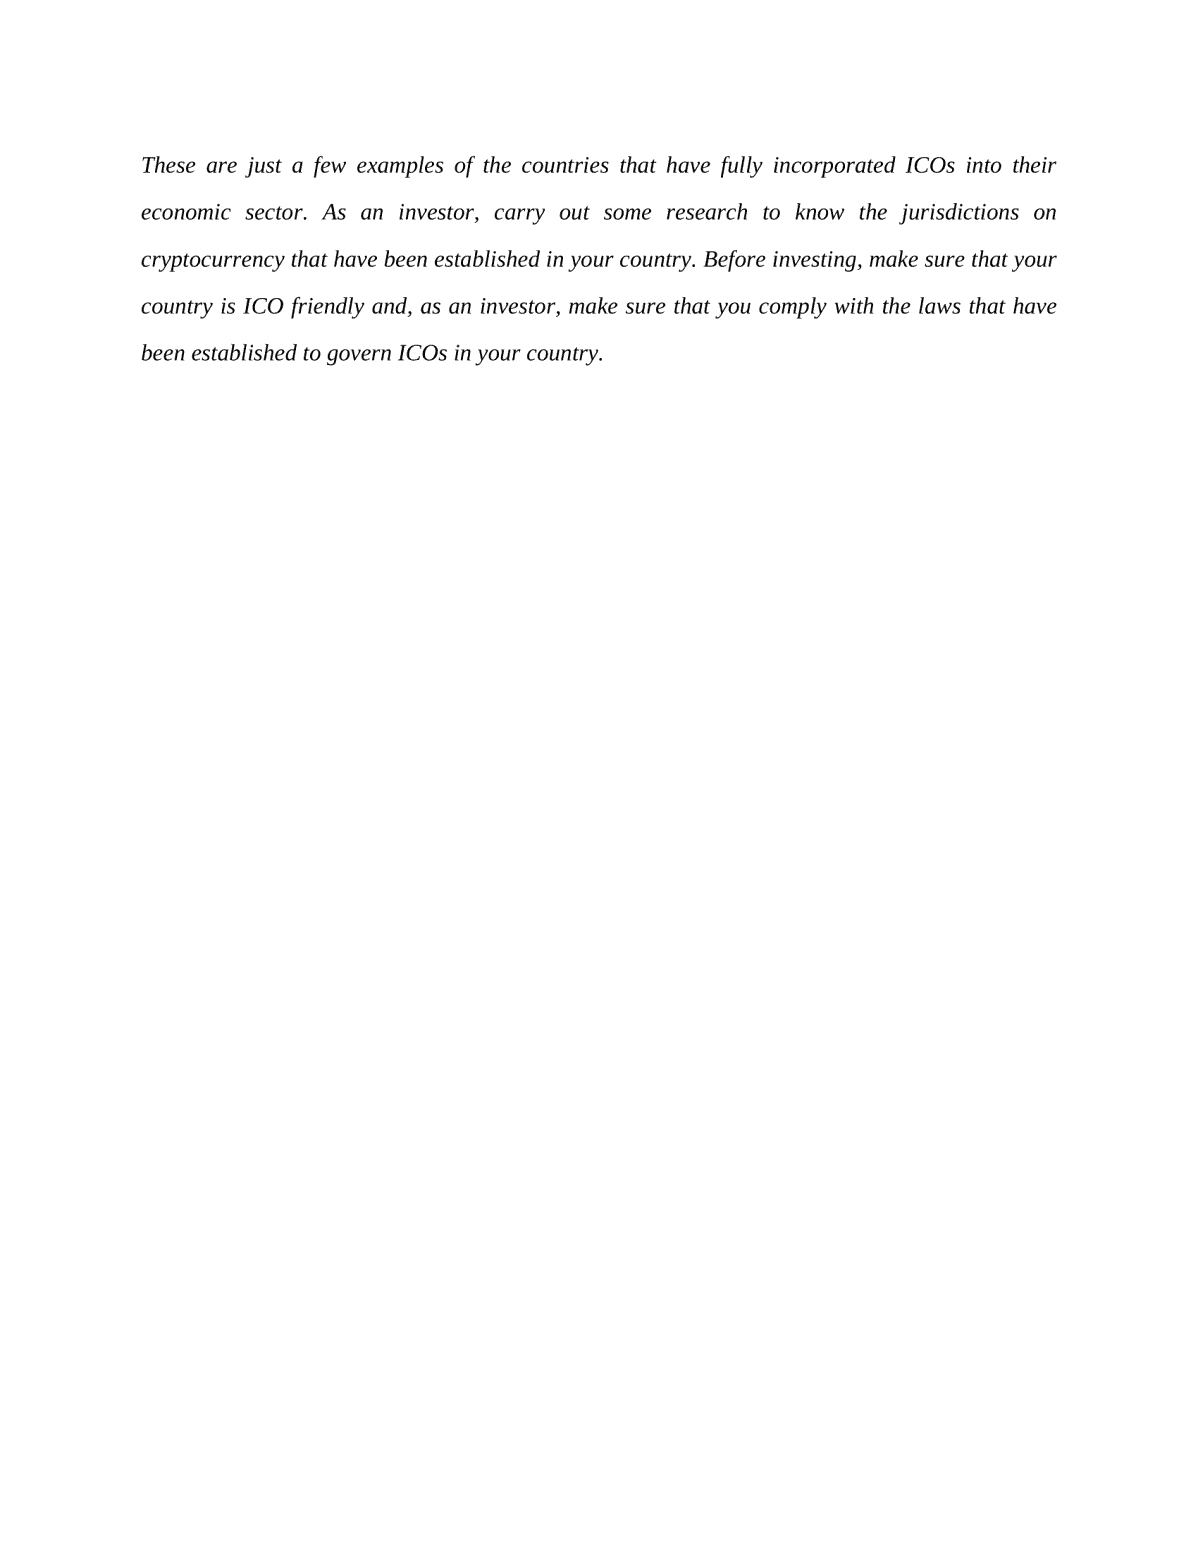 These are just a few examples of the countries that have fully incorporated ICOs into their
economic sector. As an investor, carry out some research to know the jurisdictions on
cryptocurrency that have been established in your country. Before investing, make sure that your
country is ICO friendly and, as an investor, make sure that you comply with the laws that have
been established to govern ICOs in your country.